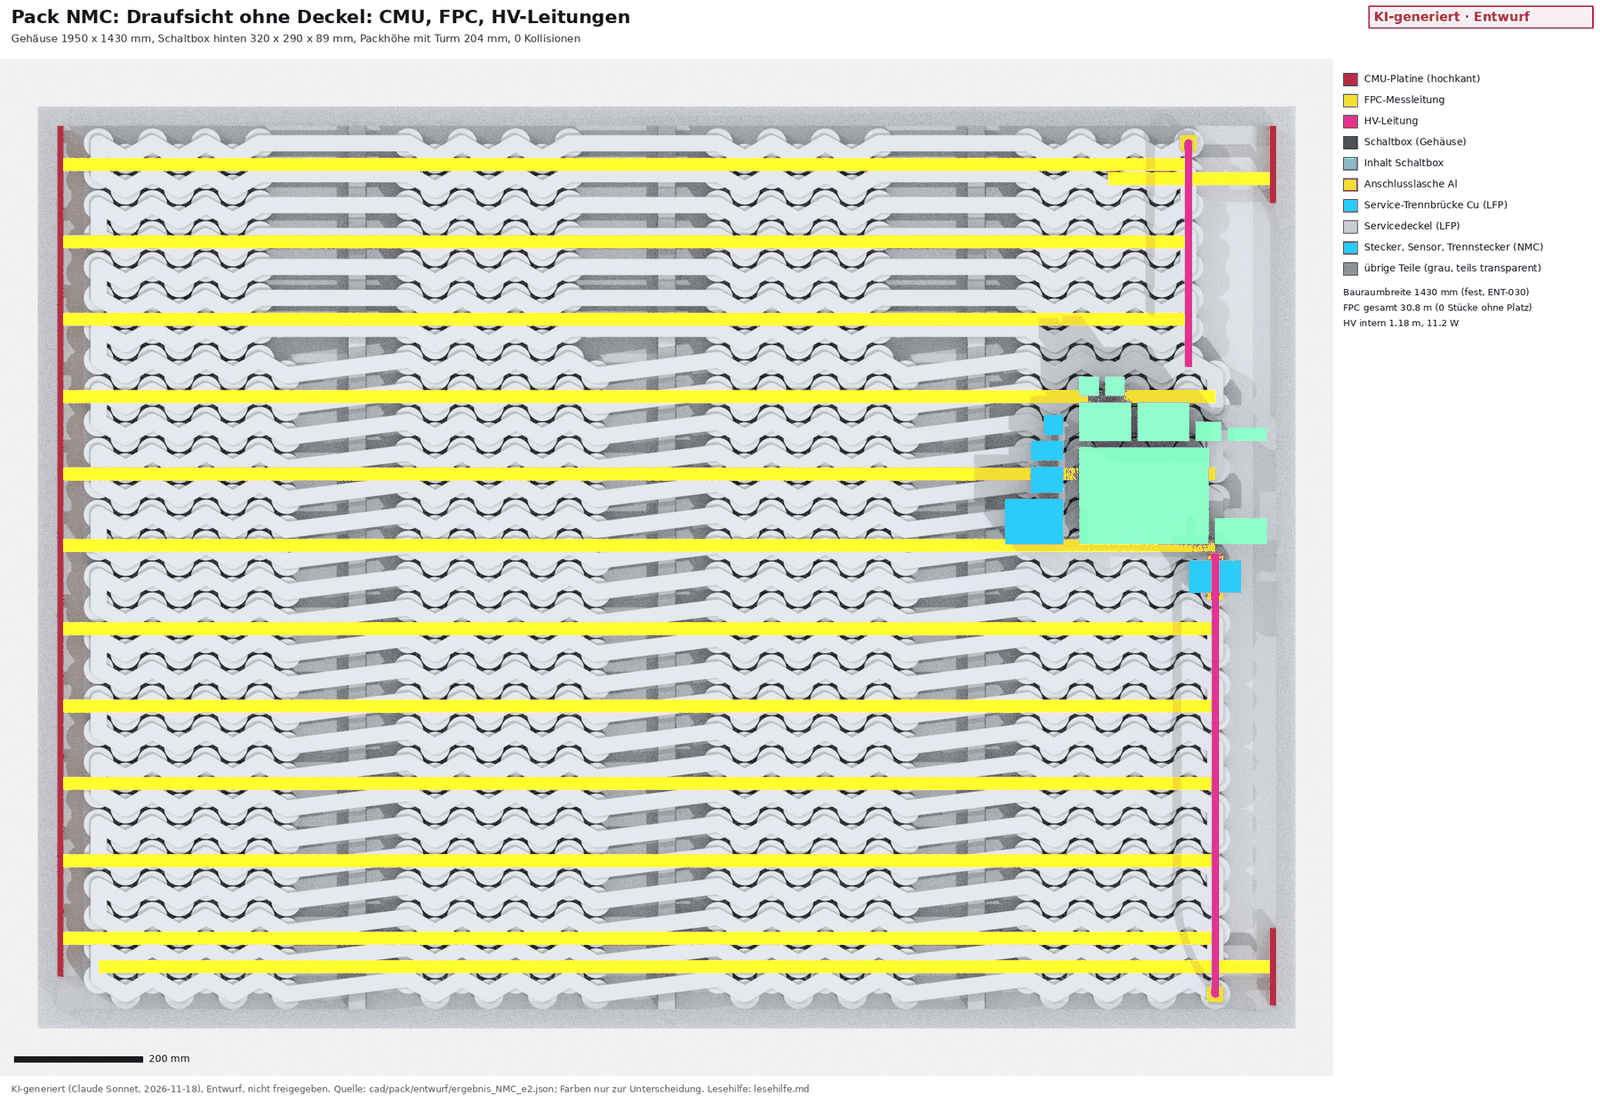 Pack NMC: Draufsicht ohne Deckel: CMU, FPC, HV-Leitungen
Gehäuse 1950 x 1430 mm, Schaltbox hinten 320 x 290 x 89 mm, Packhöhe mit Turm 204 mm, 0 Kollisionen
KI-generiert · Entwurf
CMU-Platine (hochkant)
FPC-Messleitung
HV-Leitung
Schaltbox (Gehäuse)
Inhalt Schaltbox
Anschlusslasche Al
Service-Trennbrücke Cu (LFP)
Servicedeckel (LFP)
Stecker, Sensor, Trennstecker (NMC)
übrige Teile (grau, teils transparent)
Bauraumbreite 1430 mm (fest, ENT-030)
FPC gesamt 30.8 m (0 Stücke ohne Platz)
HV intern 1.18 m, 11.2 W
200 mm
KI-generiert (Claude Sonnet, 2026-11-18), Entwurf, nicht freigegeben. Quelle: cad/pack/entwurf/ergebnis_NMC_e2.json; Farben nur zur Unterscheidung. Lesehilfe: lesehilfe.md